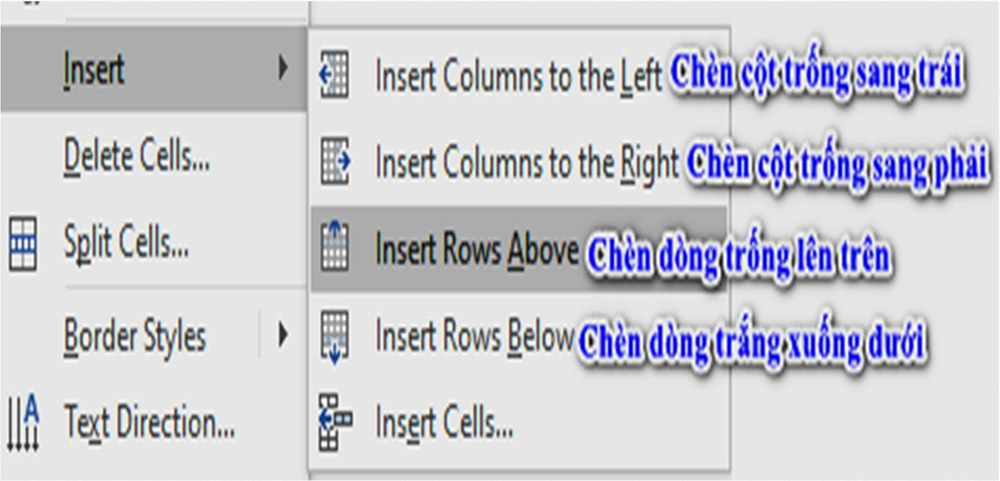 Insert
Delete Cells...
Split Cells...
Border Styles
Text Direction...
Insert Columns to the Left Chèn cột trống sang trái
Insert Columns to the Right Chèn cột trống sang phải
Insert Rows Above Chèn dòng trống lên trên
Insert Rows Below Chèn dòng trắng xuống dưới
Insert Cells...